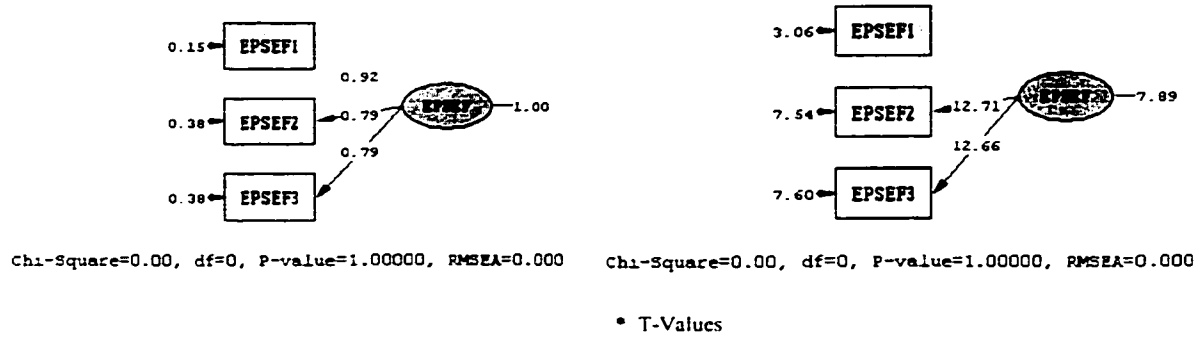 0.15 EPSEF1
0.92
0.38 EPSEF2 0.79 EPSEF 1.00
0.79
0.38 EPSEF3
Chi-Square=0.00, df=0, P-value=1.00000, RMSEA=0.000
3.06 EPSEF1
7.54 EPSEF2 12.71 7.89
12.66
7.60 EPSEF3
Chi-Square=0.00, df=0, P-value=1.00000, RMSEA=0.000
• T-Values